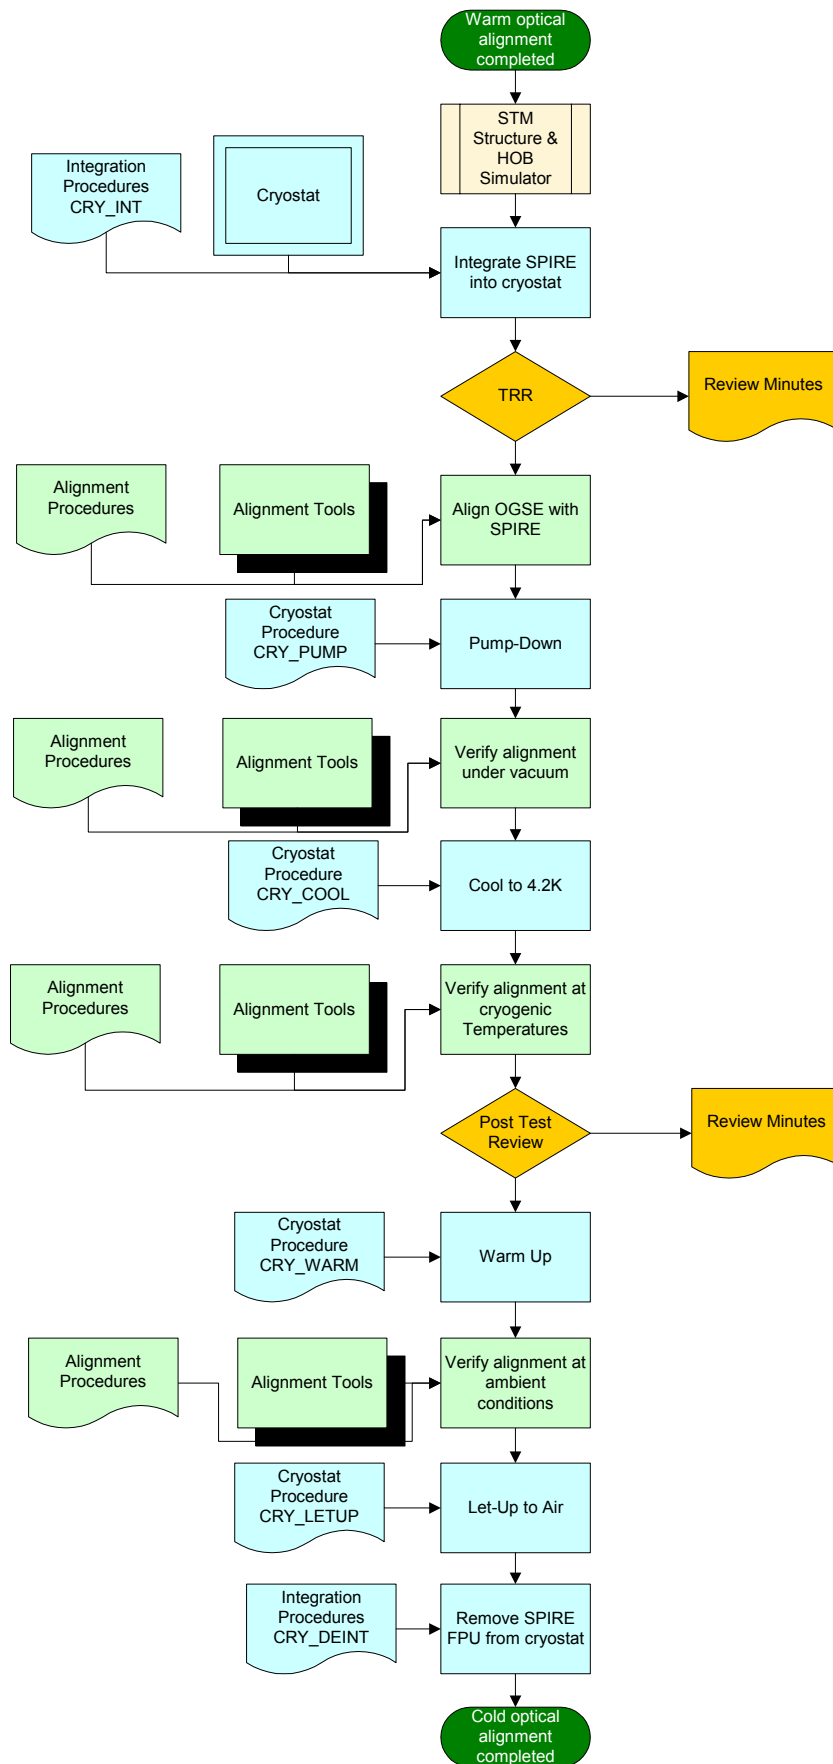 Warm optical
alignment
completed
STM
Structure &
HOB
Simulator
Integration
Procedures
CRY_INT
Cryostat
Integrate SPIRE
into cryostat
TRR
Review Minutes
Alignment
Procedures
Alignment Tools
Align OGSE with
SPIRE
Cryostat
Procedure
CRY_PUMP
Pump-Down
Alignment
Procedures
Alignment Tools
Verify alignment
under vacuum
Cryostat
Procedure
CRY_COOL
Cool to 4.2K
Alignment
Procedures
Alignment Tools
Verify alignment at
cryogenic
Temperatures
Post Test
Review
Review Minutes
Cryostat
Procedure
CRY_WARM
Warm Up
Alignment
Procedures
Alignment Tools
Verify alignment at
ambient
conditions
Cryostat
Procedure
CRY_LETUP
Let-Up to Air
Integration
Procedures
CRY_DEINT
Remove SPIRE
FPU from cryostat
Cold optical
alignment
completed